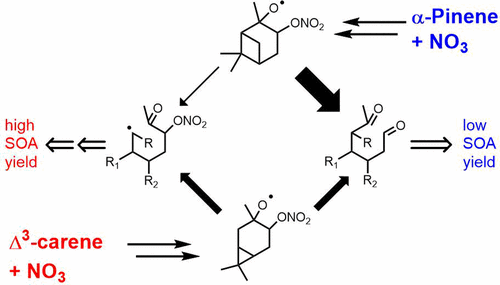 O•
α-Pinene
+ NO₃
ONO₂
high
SOA
yield
O
ONO₂
R
R₁
R₂
O
O
R
R₁
R₂
low
SOA
yield
Δ³-carene
+ NO₃
O•
ONO₂